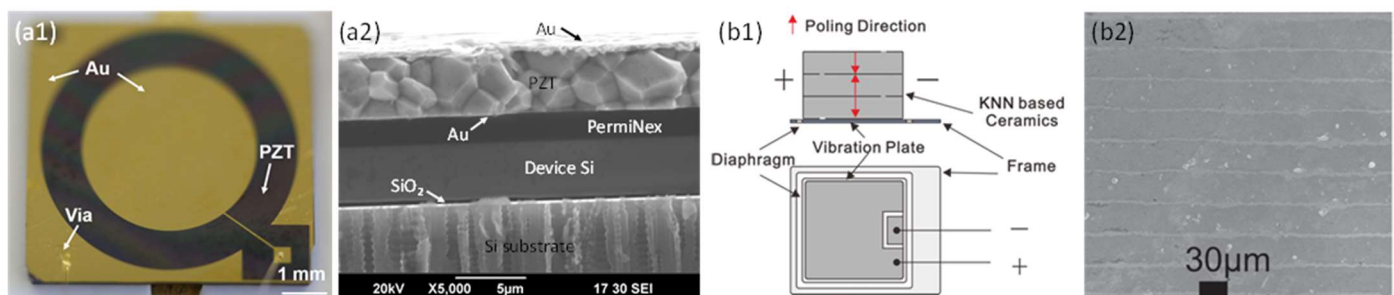 (a1)
Au
PZT
Via
1 mm
(a2)
Au
PZT
Au
PermiNex
Device Si
SiO₂
Si substrate
20kV X5,000 5μm 17 30 SEI
(b1)
Poling Direction
+
−
KNN based
Ceramics
Diaphragm
Vibration Plate
Frame
−
+
(b2)
30μm